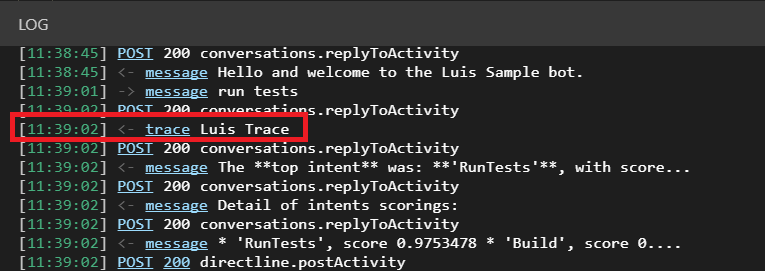 LOG
[11:38:45] POST 200 conversations.replyToActivity
[11:38:45] <- message Hello and welcome to the Luis Sample bot.
[11:39:01] -> message run tests
[11:39:02] POST 200 conversations.replyToActivity
[11:39:02] <- trace Luis Trace
[11:39:02] POST 200 conversations.replyToActivity
[11:39:02] <- message The **top intent** was: **'RunTests'**, with score...
[11:39:02] POST 200 conversations.replyToActivity
[11:39:02] <- message Detail of intents scorings:
[11:39:02] POST 200 conversations.replyToActivity
[11:39:02] <- message * 'RunTests', score 0.9753478 * 'Build', score 0....
[11:39:02] POST 200 directline.postActivity